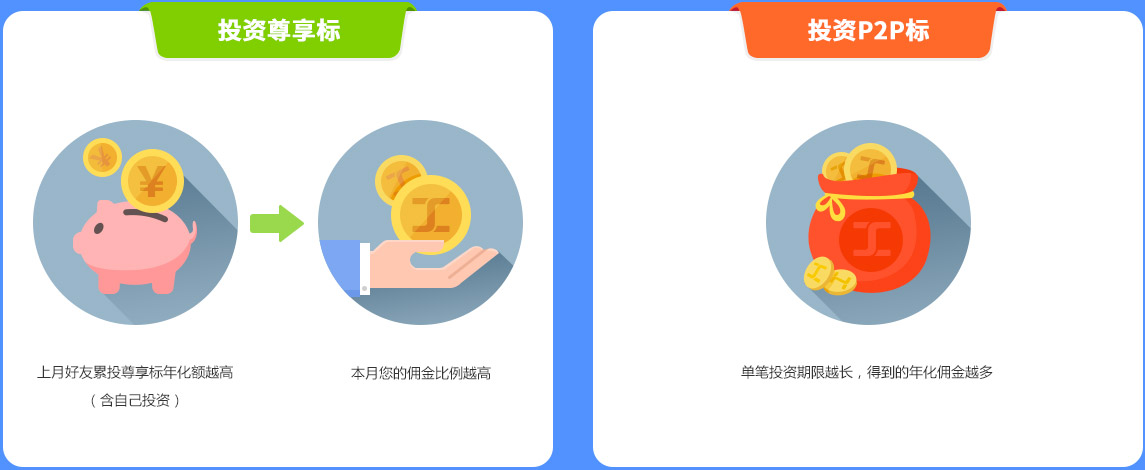 投资尊享标
¥
¥
上月好友累投尊享标年化额越高
（含自己投资）
本月您的佣金比例越高
投资P2P标
单笔投资期限越长，得到的年化佣金越多